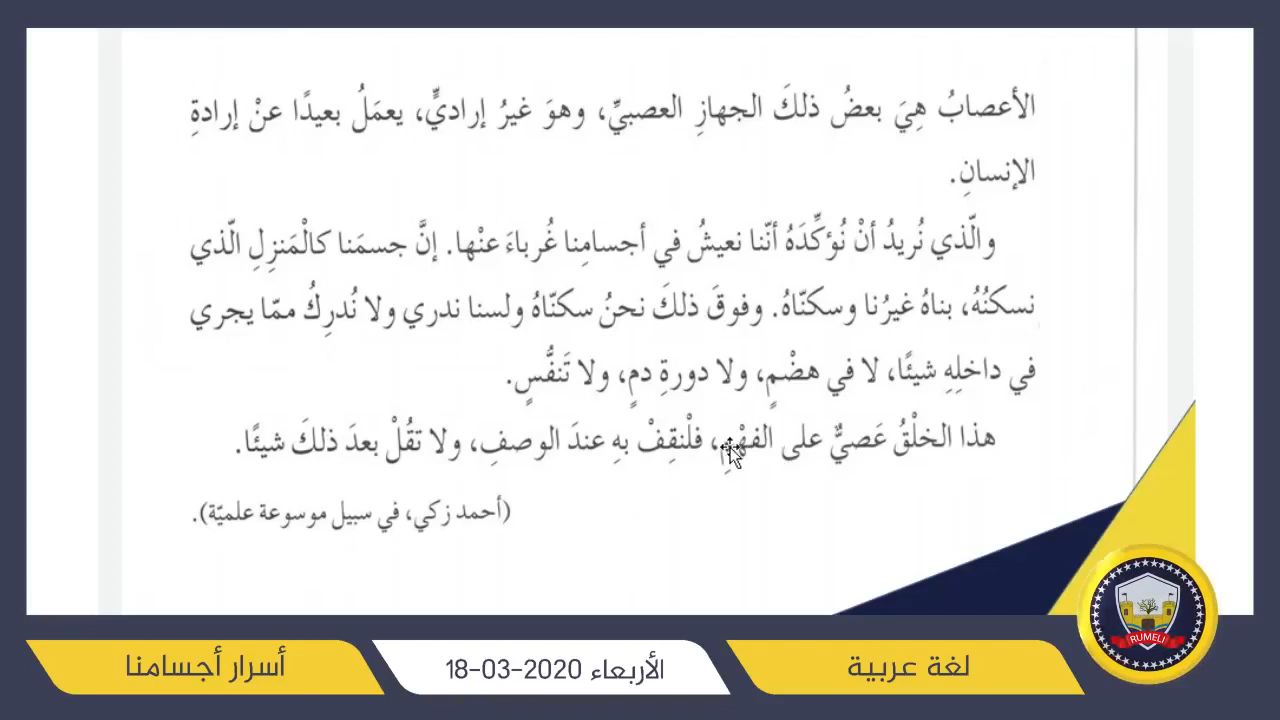 الأعصابُ هِيَ بعضُ ذلكَ الجهازِ العصبيِّ، وهوَ غيرُ إراديٍّ، يعمَلُ بعيدًا عنْ إرادةِ
الإنسانِ.
والّذي نُريدُ أنْ نُؤكِّدَهُ أنّنا نعيشُ في أجسامِنا غُرباءَ عنْها. إنَّ جسمَنا كالْمَنزِلِ الّذي
نسكنُهُ، بناهُ غيرُنا وسكنّاهُ. وفوقَ ذلكَ نحنُ سكنّاهُ ولسنا ندري ولا نُدرِكُ ممّا يجري
في داخلِهِ شيئًا، لا في هضْمٍ، ولا دورةِ دمٍ، ولا تَنفُّسٍ.
هذا الخلْقُ عَصيٌّ على الفهْمِ، فلْنقِفْ بهِ عندَ الوصفِ، ولا تقُلْ بعدَ ذلكَ شيئًا.
(أحمد زكي، في سبيل موسوعة علميّة).
RUMELI
لغة عربية
الأربعاء 18-03-2020
أسرار أجسامنا